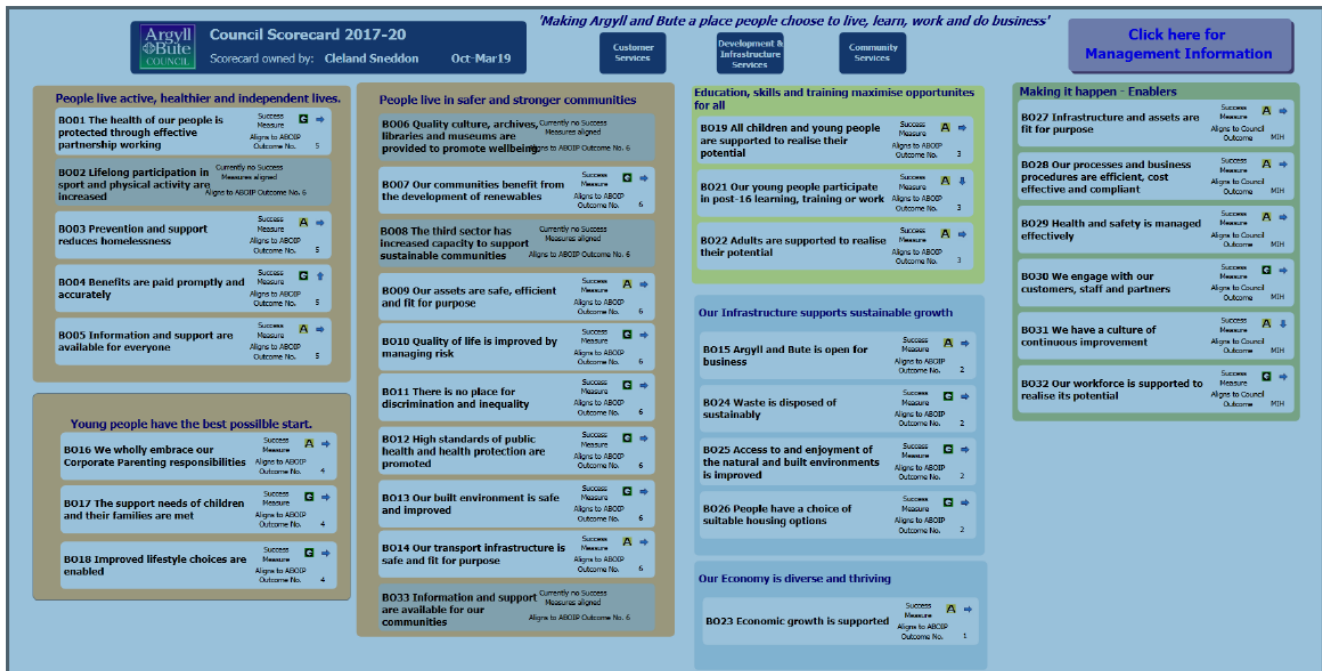 'Making Argyll and Bute a place people choose to live, learn, work and do business'
Argyll
&Bute
COUNCIL
Council Scorecard 2017-20
Scorecard owned by: Cleland Sneddon Oct-Mar19
Customer
Services
Development &
Infrastructure
Services
Community
Services
Click here for
Management Information
People live active, healthier and independent lives.
BO01 The health of our people is
protected through effective
partnership working
Success
Measure
G
Aligns to ABOIP
Outcome No. 5
BO02 Lifelong participation in
sport and physical activity are
increased
Currently no Success
Measures aligned
Aligns to ABOIP Outcome No. 6
BO03 Prevention and support
reduces homelessness
Success
Measure
A
Aligns to ABOIP
Outcome No. 5
BO04 Benefits are paid promptly and
accurately
Success
Measure
G
Aligns to ABOIP
Outcome No. 5
BO05 Information and support are
available for everyone
Success
Measure
A
Aligns to ABOIP
Outcome No. 5
Young people have the best possilble start.
BO16 We wholly embrace our
Corporate Parenting responsibilities
Success
Measure
A
Aligns to ABOIP
Outcome No. 4
BO17 The support needs of children
and their families are met
Success
Measure
G
Aligns to ABOIP
Outcome No. 4
BO18 Improved lifestyle choices are
enabled
Success
Measure
G
Aligns to ABOIP
Outcome No. 4
People live in safer and stronger communities
BO06 Quality culture, archives,
libraries and museums are
provided to promote wellbeing.
Currently no Success
Measures aligned
Aligns to ABOIP Outcome No. 6
BO07 Our communities benefit from
the development of renewables
Success
Measure
G
Aligns to ABOIP
Outcome No. 6
BO08 The third sector has
increased capacity to support
sustainable communities
Currently no Success
Measures aligned
Aligns to ABOIP Outcome No. 6
BO09 Our assets are safe, efficient
and fit for purpose
Success
Measure
A
Aligns to ABOIP
Outcome No. 6
BO10 Quality of life is improved by
managing risk
Success
Measure
G
Aligns to ABOIP
Outcome No. 6
BO11 There is no place for
discrimination and inequality
Success
Measure
G
Aligns to ABOIP
Outcome No. 6
BO12 High standards of public
health and health protection are
promoted
Success
Measure
G
Aligns to ABOIP
Outcome No. 6
BO13 Our built environment is safe
and improved
Success
Measure
G
Aligns to ABOIP
Outcome No. 6
BO14 Our transport infrastructure is
safe and fit for purpose
Success
Measure
A
Aligns to ABOIP
Outcome No. 6
BO33 Information and support
are available for our
communities
Currently no Success
Measures aligned
Aligns to ABOIP Outcome No. 6
Education, skills and training maximise opportunites
for all
BO19 All children and young people
are supported to realise their
potential
Success
Measure
A
Aligns to ABOIP
Outcome No. 3
BO21 Our young people participate
in post-16 learning, training or work
Success
Measure
A
Aligns to ABOIP
Outcome No. 3
BO22 Adults are supported to realise
their potential
Success
Measure
A
Aligns to ABOIP
Outcome No. 3
Our Infrastructure supports sustainable growth
BO15 Argyll and Bute is open for
business
Success
Measure
A
Aligns to ABOIP
Outcome No. 2
BO24 Waste is disposed of
sustainably
Success
Measure
G
Aligns to ABOIP
Outcome No. 2
BO25 Access to and enjoyment of
the natural and built environments
is improved
Success
Measure
G
Aligns to ABOIP
Outcome No. 2
BO26 People have a choice of
suitable housing options
Success
Measure
G
Aligns to ABOIP
Outcome No. 2
Our Economy is diverse and thriving
BO23 Economic growth is supported
Success
Measure
A
Aligns to ABOIP
Outcome No. 1
Making it happen - Enablers
BO27 Infrastructure and assets are
fit for purpose
Success
Measure
A
Aligns to Council
Outcome MIH
BO28 Our processes and business
procedures are efficient, cost
effective and compliant
Success
Measure
A
Aligns to Council
Outcome MIH
BO29 Health and safety is managed
effectively
Success
Measure
A
Aligns to Council
Outcome MIH
BO30 We engage with our
customers, staff and partners
Success
Measure
G
Aligns to Council
Outcome MIH
BO31 We have a culture of
continuous improvement
Success
Measure
A
Aligns to Council
Outcome MIH
BO32 Our workforce is supported to
realise its potential
Success
Measure
G
Aligns to Council
Outcome MIH